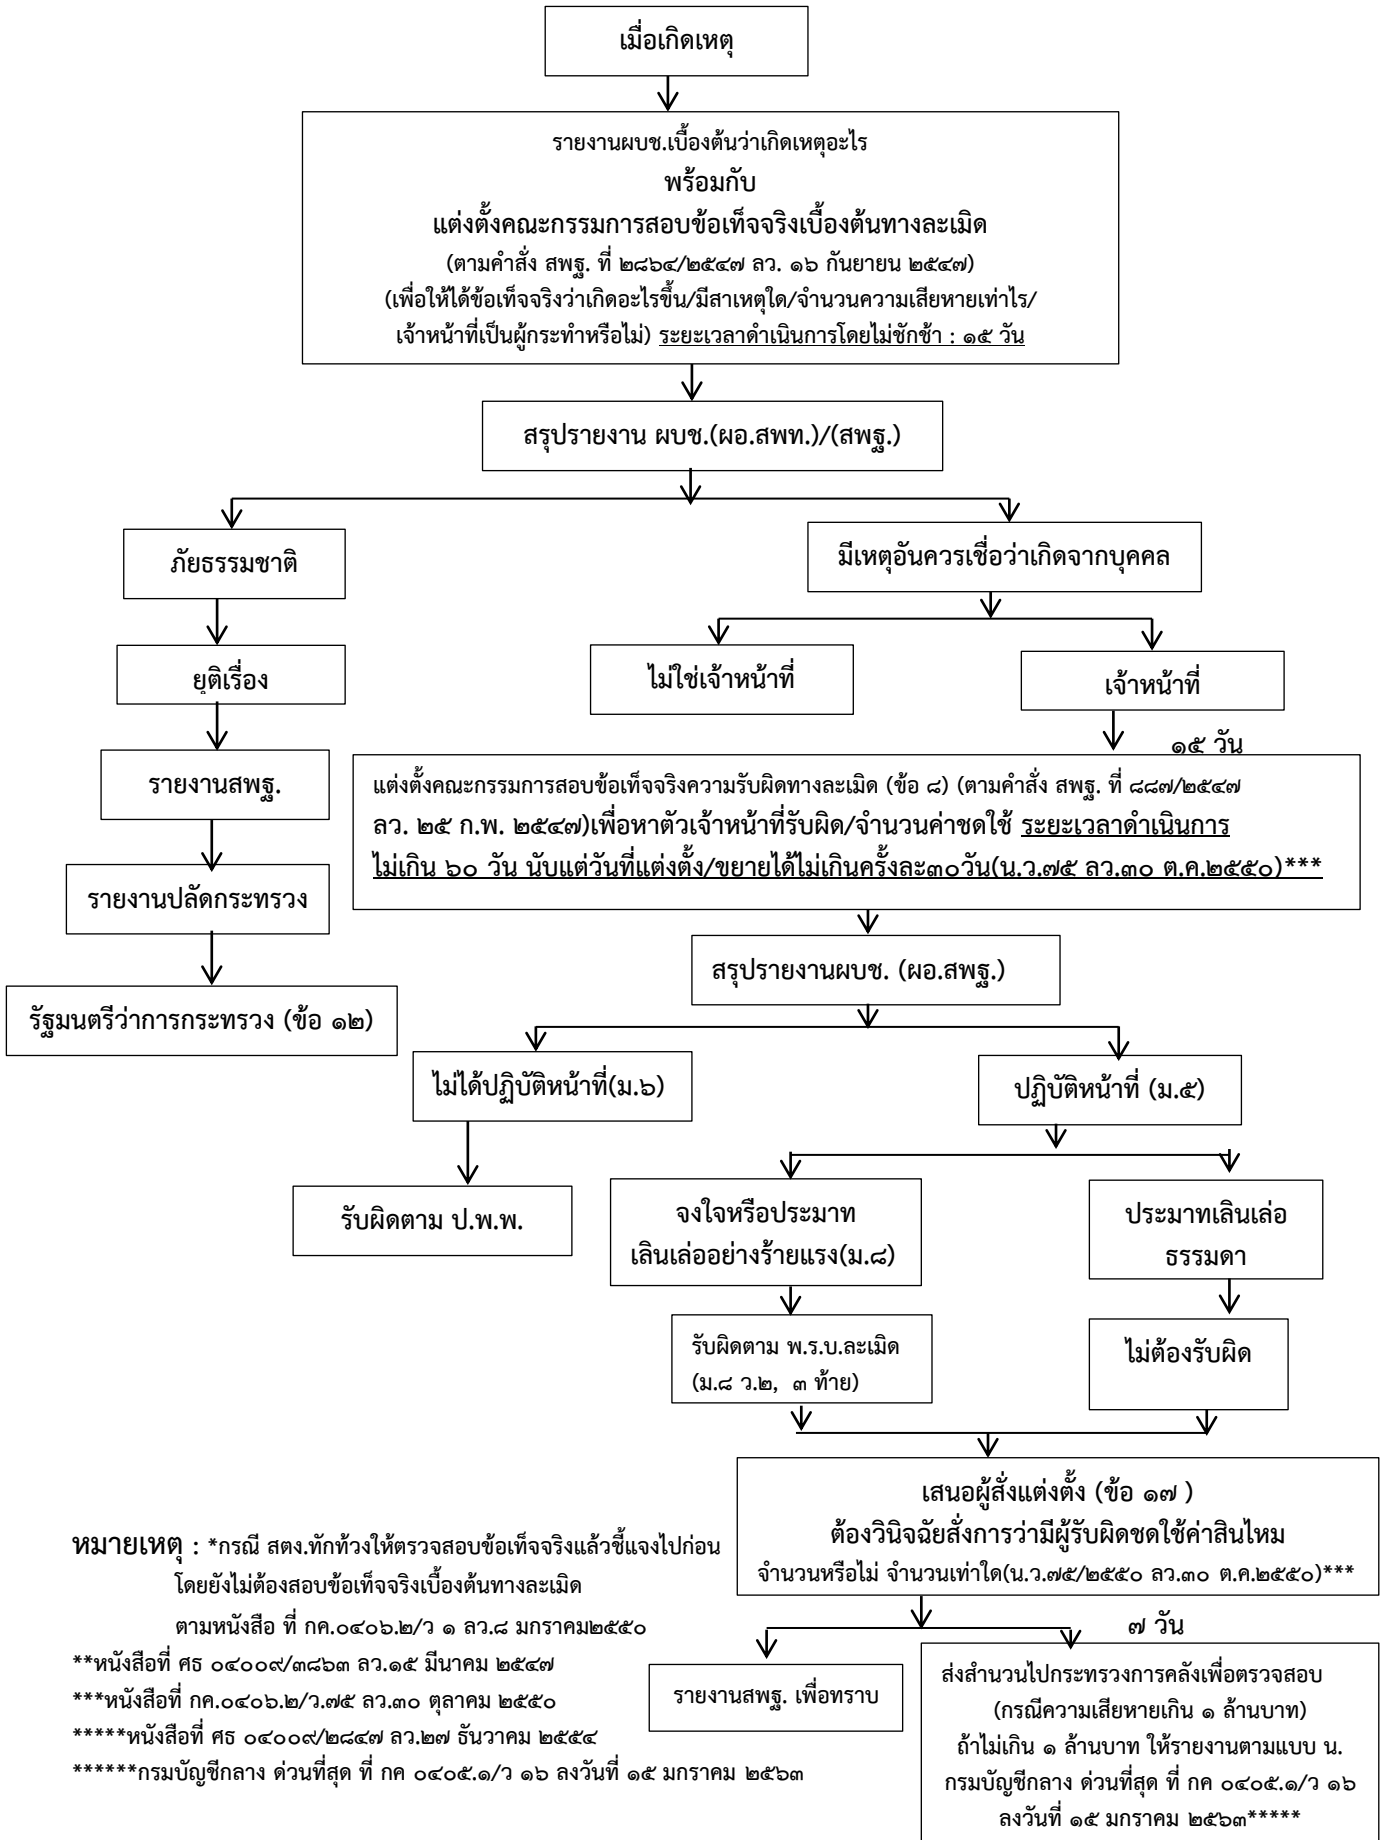 เมื่อเกิดเหตุ
รายงานผบช.เบื้องต้นว่าเกิดเหตุอะไร
พร้อมกับ
แต่งตั้งคณะกรรมการสอบข้อเท็จจริงเบื้องต้นทางละเมิด
(ตามคำสั่ง สพฐ. ที่ ๒๘๖๔/๒๕๔๗ ลว. ๑๖ กันยายน ๒๕๔๗)
(เพื่อให้ได้ข้อเท็จจริงว่าเกิดอะไรขึ้น/มีสาเหตุใด/จำนวนความเสียหายเท่าไร/
เจ้าหน้าที่เป็นผู้กระทำหรือไม่) ระยะเวลาดำเนินการโดยไม่ชักช้า : ๑๕ วัน
สรุปรายงาน ผบช.(ผอ.สพท.)/(สพฐ.)
ภัยธรรมชาติ
มีเหตุอันควรเชื่อว่าเกิดจากบุคคล
ยุติเรื่อง
ไม่ใช่เจ้าหน้าที่
เจ้าหน้าที่
๑๕ วัน
รายงานสพฐ.
แต่งตั้งคณะกรรมการสอบข้อเท็จจริงความรับผิดทางละเมิด (ข้อ ๘) (ตามคำสั่ง สพฐ. ที่ ๘๘๗/๒๕๔๗
ลว. ๒๕ ก.พ. ๒๕๔๗)เพื่อหาตัวเจ้าหน้าที่รับผิด/จำนวนค่าชดใช้ ระยะเวลาดำเนินการ
ไม่เกิน ๖๐ วัน นับแต่วันที่แต่งตั้ง/ขยายได้ไม่เกินครั้งละ๓๐วัน(น.ว.๗๕ ลว.๓๐ ต.ค.๒๕๕๐)***
รายงานปลัดกระทรวง
สรุปรายงานผบช. (ผอ.สพฐ.)
รัฐมนตรีว่าการกระทรวง (ข้อ ๑๒)
ไม่ได้ปฏิบัติหน้าที่(ม.๖)
ปฏิบัติหน้าที่ (ม.๕)
รับผิดตาม ป.พ.พ.
จงใจหรือประมาท
เลินเล่ออย่างร้ายแรง(ม.๘)
ประมาทเลินเล่อ
ธรรมดา
รับผิดตาม พ.ร.บ.ละเมิด
(ม.๘ ว.๒, ๓ ท้าย)
ไม่ต้องรับผิด
เสนอผู้สั่งแต่งตั้ง (ข้อ ๑๗ )
ต้องวินิจฉัยสั่งการว่ามีผู้รับผิดชดใช้ค่าสินไหม
จำนวนหรือไม่ จำนวนเท่าใด(น.ว.๗๕/๒๕๕๐ ลว.๓๐ ต.ค.๒๕๕๐)***
๗ วัน
รายงานสพฐ. เพื่อทราบ
ส่งสำนวนไปกระทรวงการคลังเพื่อตรวจสอบ
(กรณีความเสียหายเกิน ๑ ล้านบาท)
ถ้าไม่เกิน ๑ ล้านบาท ให้รายงานตามแบบ น.
กรมบัญชีกลาง ด่วนที่สุด ที่ กค ๐๔๐๕.๑/ว ๑๖
ลงวันที่ ๑๕ มกราคม ๒๕๖๓*****
หมายเหตุ : *กรณี สตง.ทักท้วงให้ตรวจสอบข้อเท็จจริงแล้วชี้แจงไปก่อน
โดยยังไม่ต้องสอบข้อเท็จจริงเบื้องต้นทางละเมิด
ตามหนังสือ ที่ กค.๐๔๐๖.๒/ว ๑ ลว.๘ มกราคม๒๕๕๐
**หนังสือที่ ศธ ๐๔๐๐๙/๓๘๖๓ ลว.๑๕ มีนาคม ๒๕๔๗
***หนังสือที่ กค.๐๔๐๖.๒/ว.๗๕ ลว.๓๐ ตุลาคม ๒๕๕๐
*****หนังสือที่ ศธ ๐๔๐๐๙/๒๘๔๗ ลว.๒๗ ธันวาคม ๒๕๕๔
******กรมบัญชีกลาง ด่วนที่สุด ที่ กค ๐๔๐๕.๑/ว ๑๖ ลงวันที่ ๑๕ มกราคม ๒๕๖๓